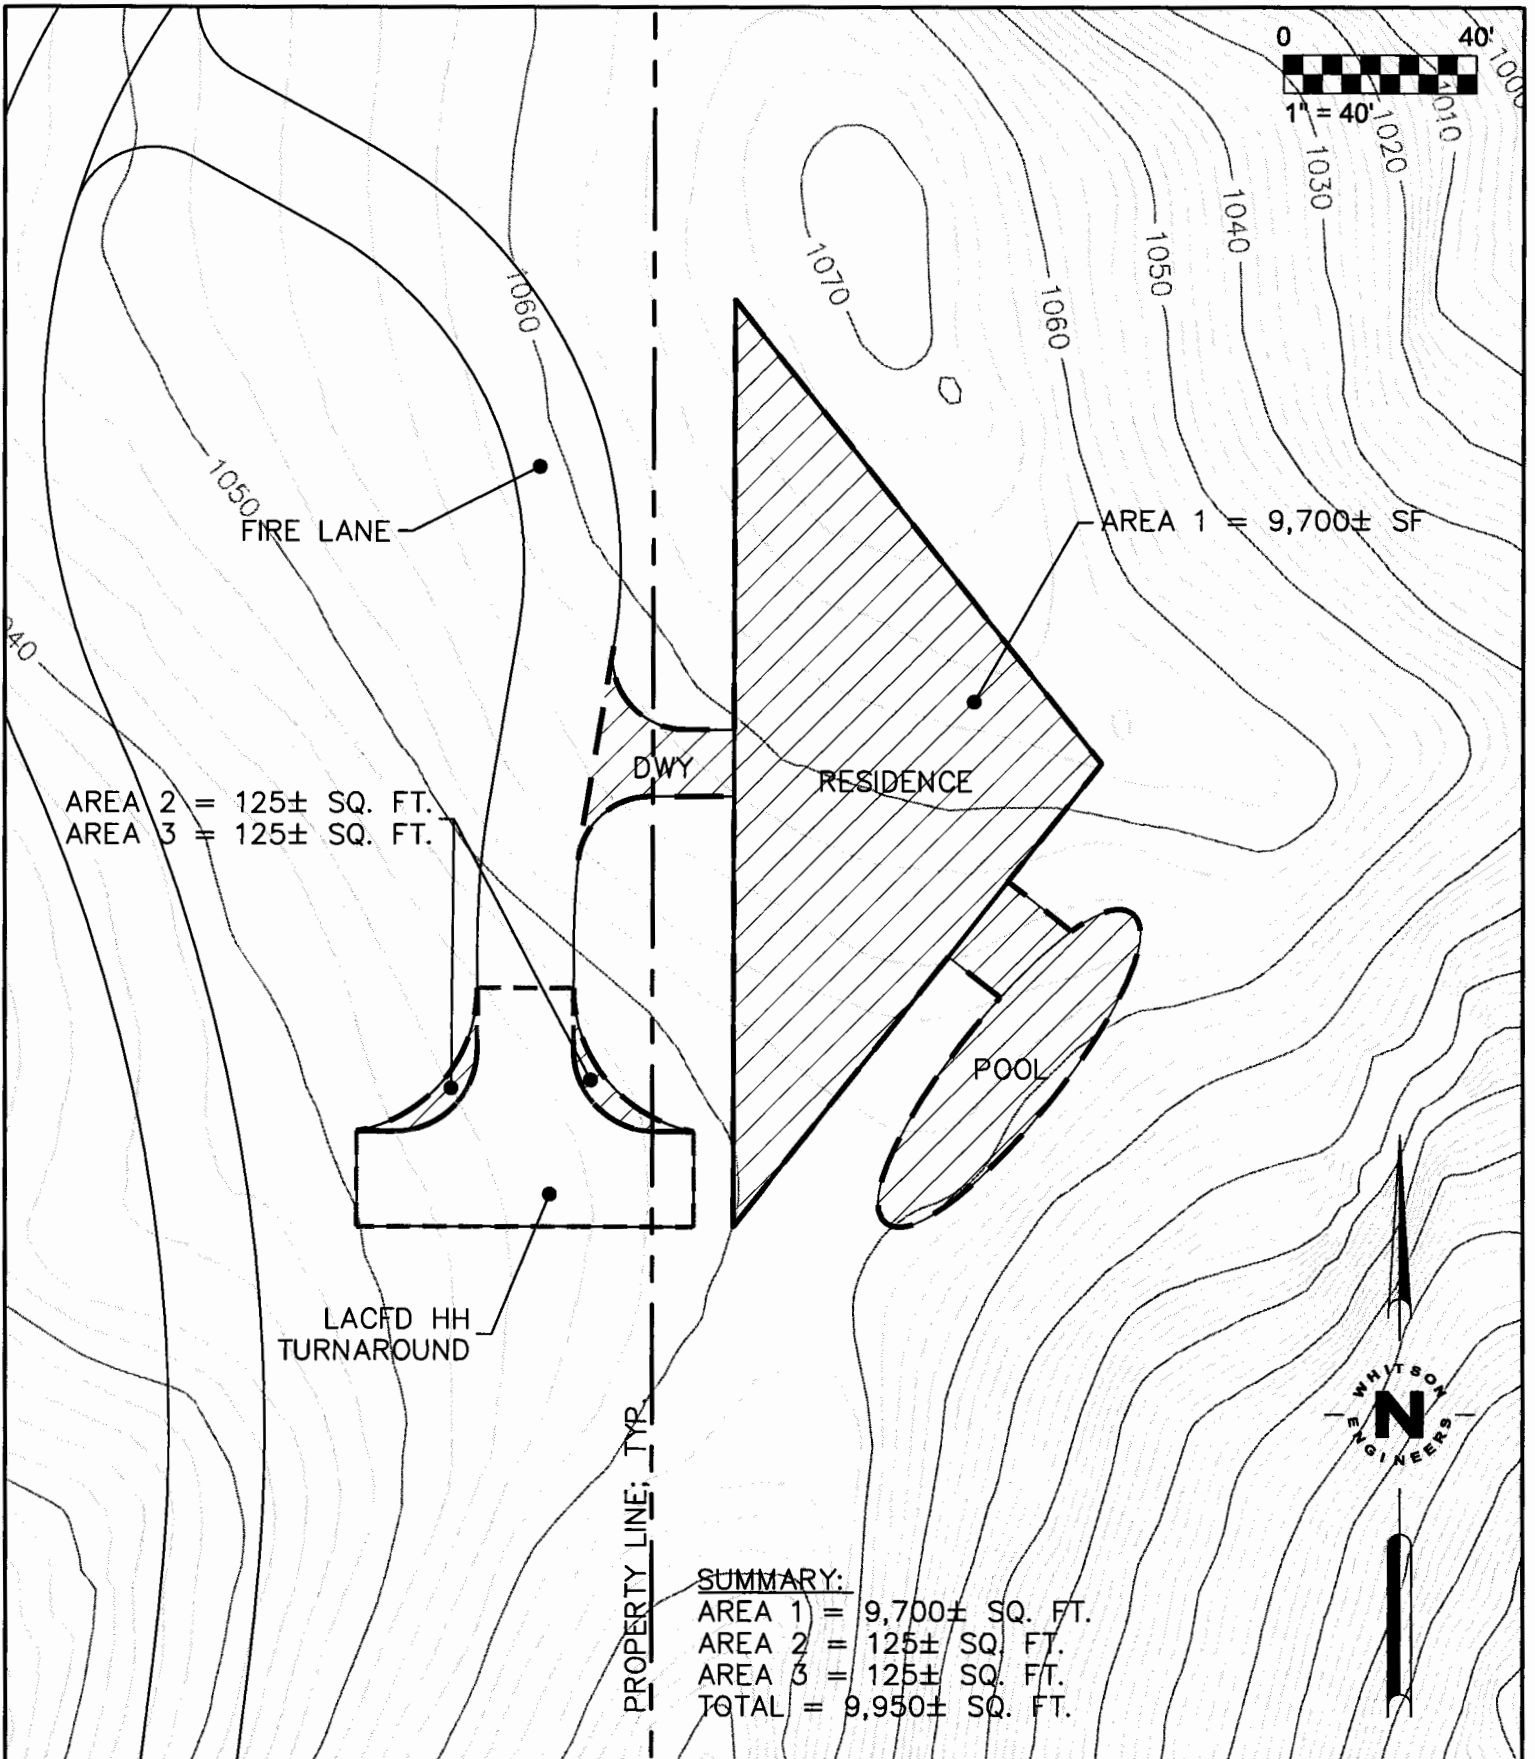 0 40'
1" = 40'
1000
1010
1020
1030
1040
1050
1060
1070
1060
1050
FIRE LANE
AREA 1 = 9,700± SF
040
DWY
RESIDENCE
AREA 2 = 125± SQ. FT.
AREA 3 = 125± SQ. FT.
POOL
LACFD HH
TURNAROUND
PROPERTY LINE; TYP.
WHITSON
N
ENGINEERS
SUMMARY:
AREA 1 = 9,700± SQ. FT.
AREA 2 = 125± SQ. FT.
AREA 3 = 125± SQ. FT.
TOTAL = 9,950± SQ. FT.